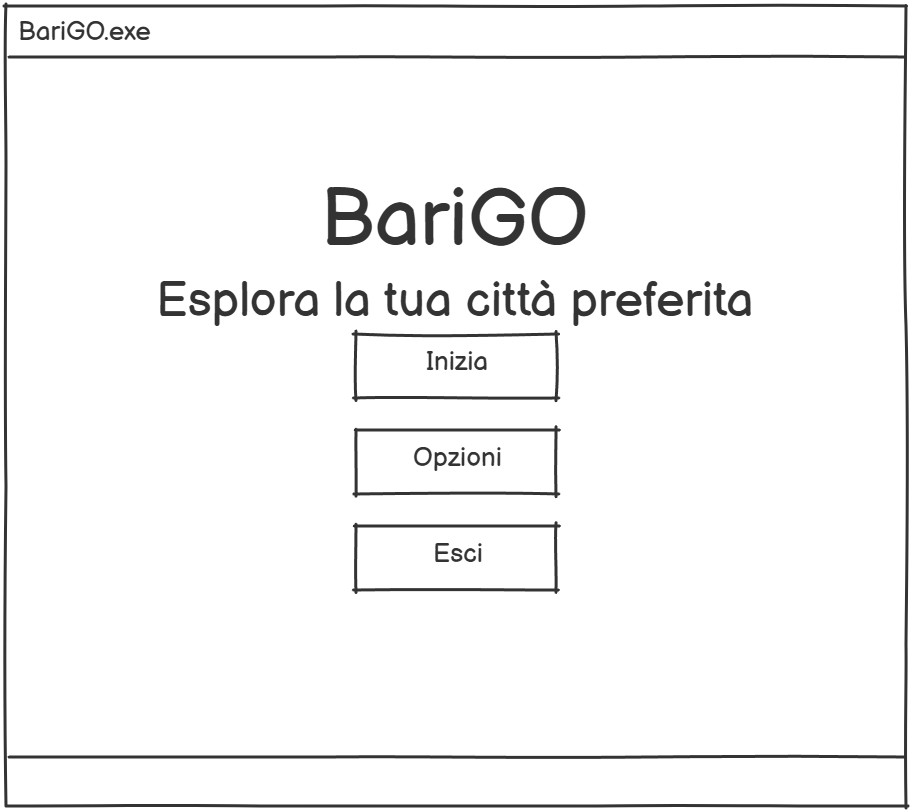 BariGO.exe
BariGO
Esplora la tua città preferita
Inizia
Opzioni
Esci